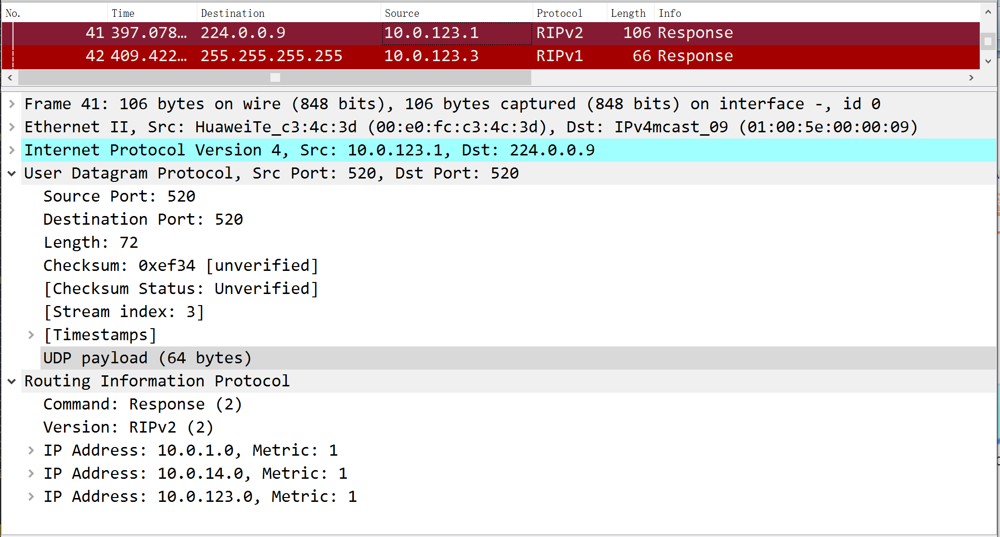 No. Time Destination Source Protocol Length Info
41 397.078… 224.0.0.9 10.0.123.1 RIPv2 106 Response
42 409.422… 255.255.255.255 10.0.123.3 RIPv1 66 Response
Frame 41: 106 bytes on wire (848 bits), 106 bytes captured (848 bits) on interface -, id 0
Ethernet II, Src: HuaweiTe_c3:4c:3d (00:e0:fc:c3:4c:3d), Dst: IPv4mcast_09 (01:00:5e:00:00:09)
Internet Protocol Version 4, Src: 10.0.123.1, Dst: 224.0.0.9
User Datagram Protocol, Src Port: 520, Dst Port: 520
Source Port: 520
Destination Port: 520
Length: 72
Checksum: 0xef34 [unverified]
[Checksum Status: Unverified]
[Stream index: 3]
[Timestamps]
UDP payload (64 bytes)
Routing Information Protocol
Command: Response (2)
Version: RIPv2 (2)
IP Address: 10.0.1.0, Metric: 1
IP Address: 10.0.14.0, Metric: 1
IP Address: 10.0.123.0, Metric: 1